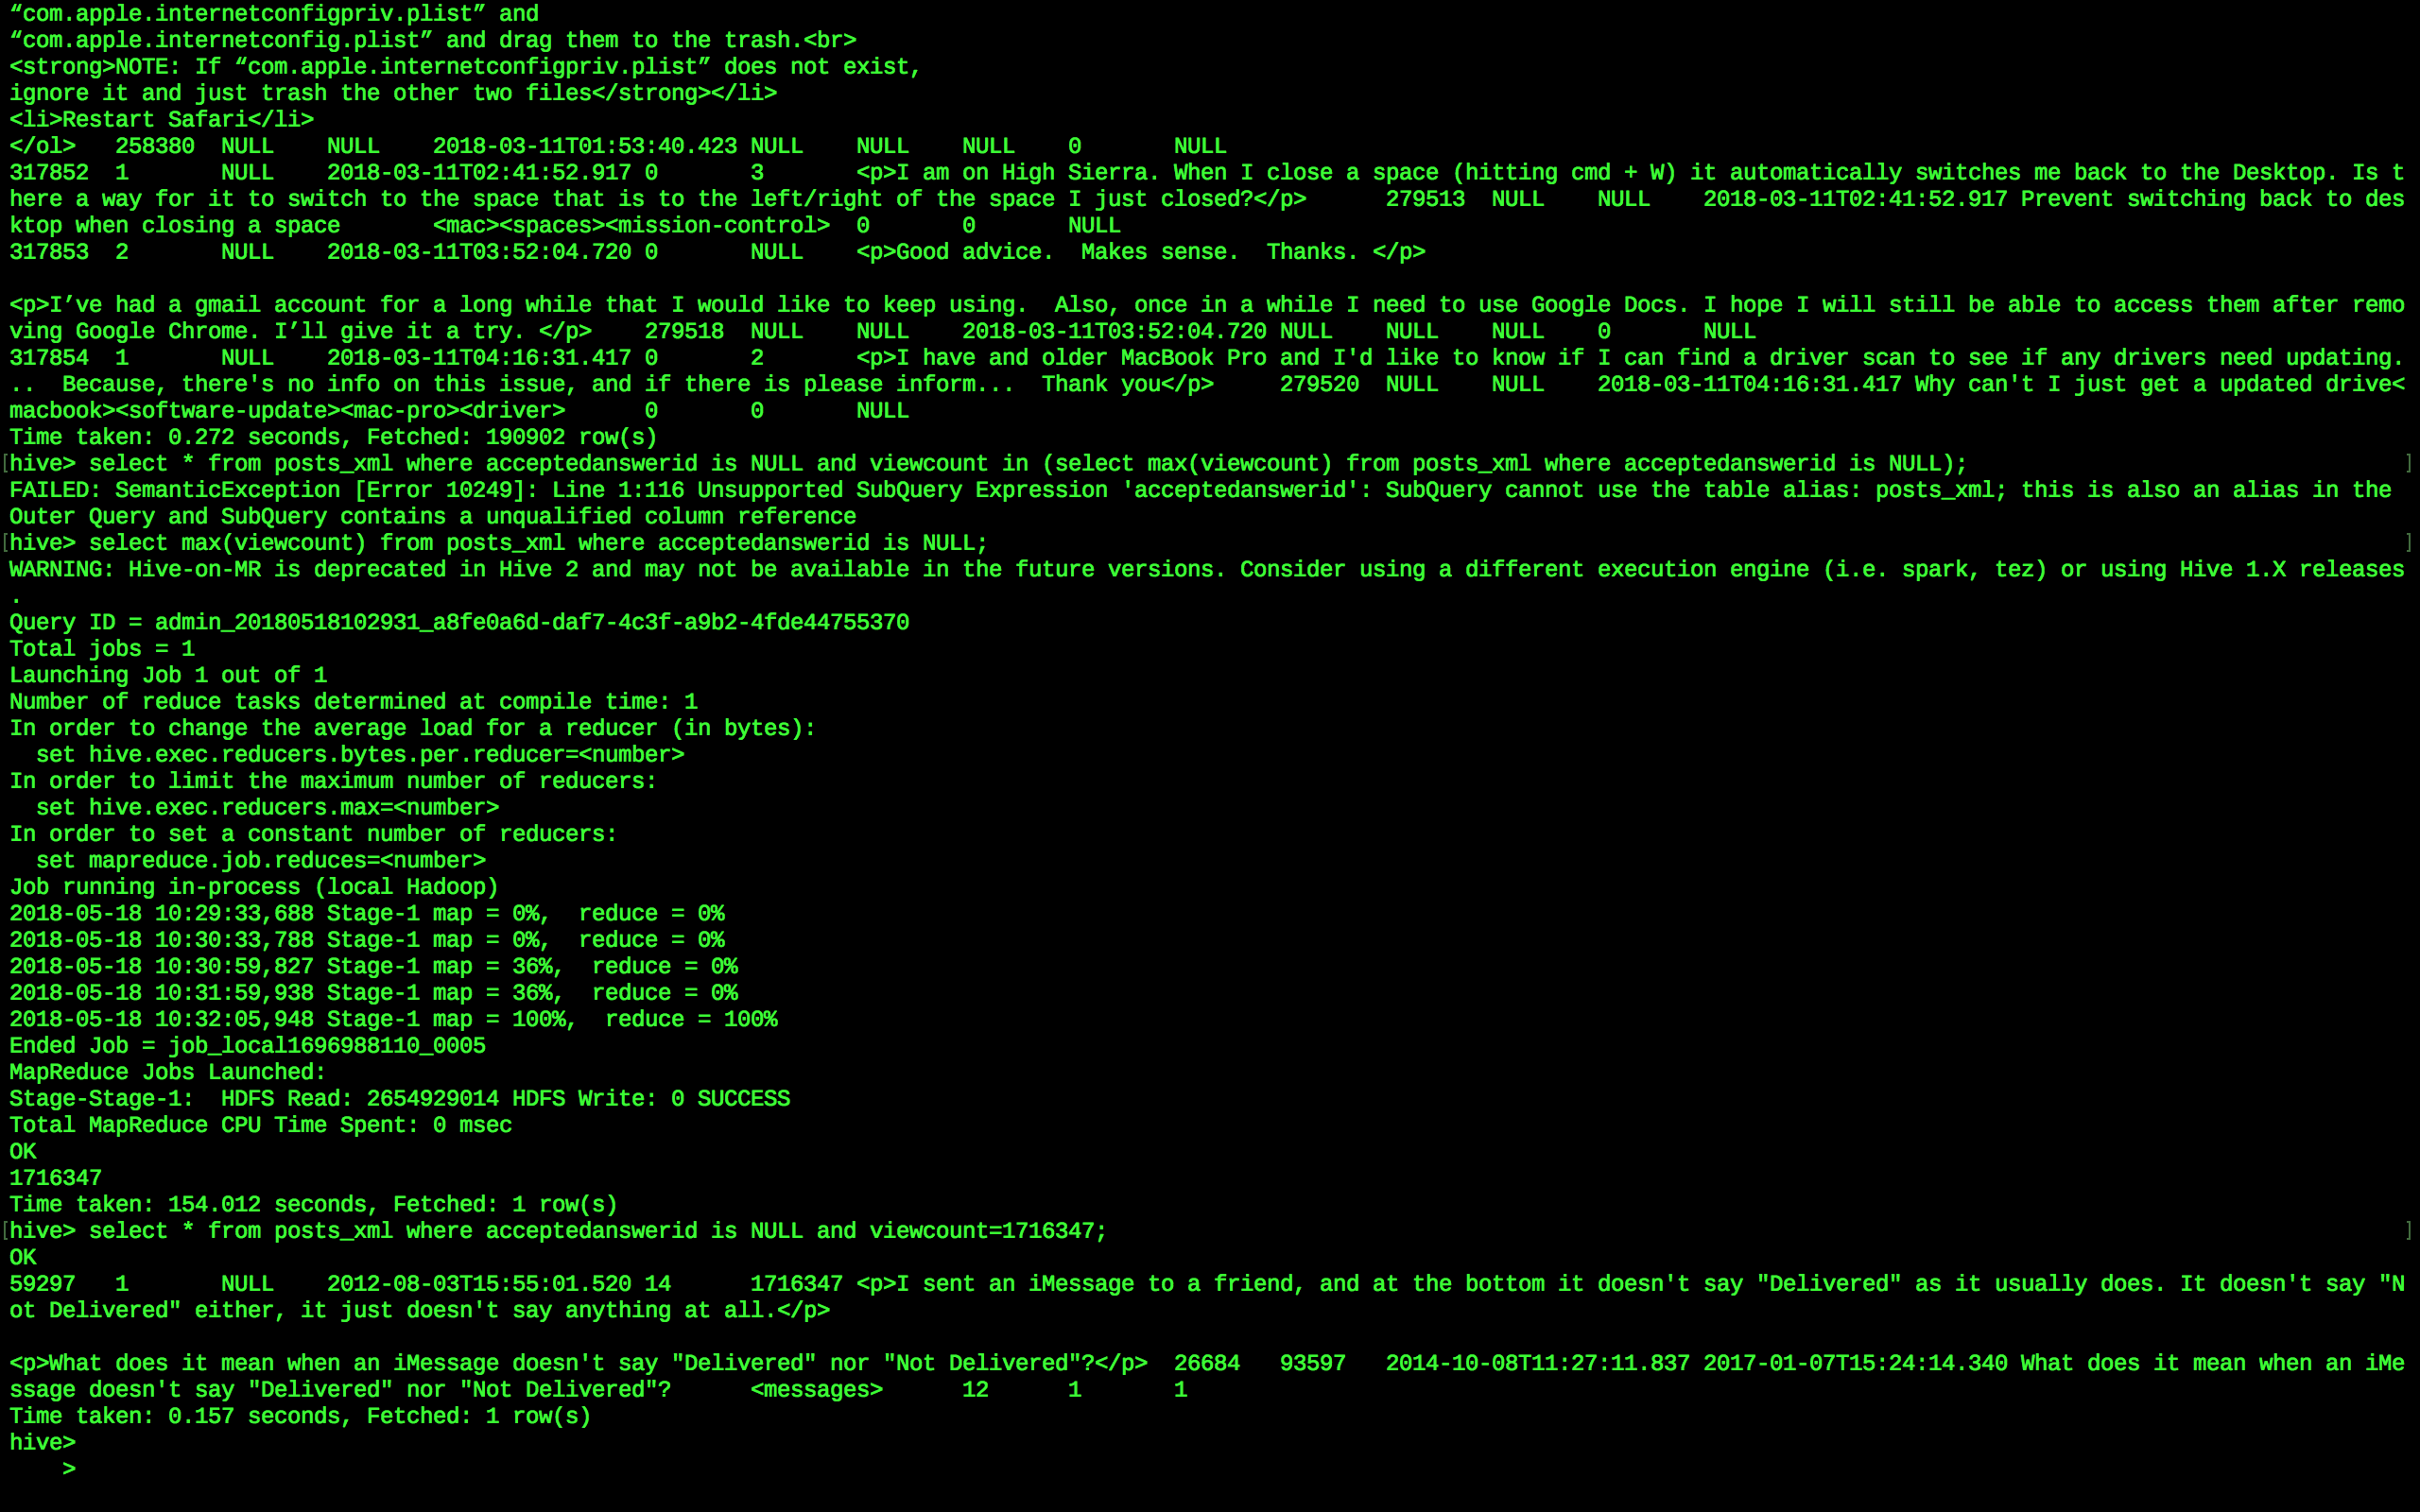 “com.apple.internetconfigpriv.plist” and
“com.apple.internetconfig.plist” and drag them to the trash.<br>
<strong>NOTE: If “com.apple.internetconfigpriv.plist” does not exist,
ignore it and just trash the other two files</strong></li>
<li>Restart Safari</li>
</ol>   258380  NULL    NULL    2018-03-11T01:53:40.423 NULL    NULL    NULL    0       NULL
317852  1       NULL    2018-03-11T02:41:52.917 0       3       <p>I am on High Sierra. When I close a space (hitting cmd + W) it automatically switches me back to the Desktop. Is t
here a way for it to switch to the space that is to the left/right of the space I just closed?</p>      279513  NULL    NULL    2018-03-11T02:41:52.917 Prevent switching back to des
ktop when closing a space       <mac><spaces><mission-control>  0       0       NULL
317853  2       NULL    2018-03-11T03:52:04.720 0       NULL    <p>Good advice.  Makes sense.  Thanks. </p>

<p>I’ve had a gmail account for a long while that I would like to keep using.  Also, once in a while I need to use Google Docs. I hope I will still be able to access them after remo
ving Google Chrome. I’ll give it a try. </p>    279518  NULL    NULL    2018-03-11T03:52:04.720 NULL    NULL    NULL    0       NULL
317854  1       NULL    2018-03-11T04:16:31.417 0       2       <p>I have and older MacBook Pro and I'd like to know if I can find a driver scan to see if any drivers need updating.
..  Because, there's no info on this issue, and if there is please inform...  Thank you</p>     279520  NULL    NULL    2018-03-11T04:16:31.417 Why can't I just get a updated drive<
macbook><software-update><mac-pro><driver>      0       0       NULL
Time taken: 0.272 seconds, Fetched: 190902 row(s)
[hive> select * from posts_xml where acceptedanswerid is NULL and viewcount in (select max(viewcount) from posts_xml where acceptedanswerid is NULL); ]
FAILED: SemanticException [Error 10249]: Line 1:116 Unsupported SubQuery Expression 'acceptedanswerid': SubQuery cannot use the table alias: posts_xml; this is also an alias in the
Outer Query and SubQuery contains a unqualified column reference
[hive> select max(viewcount) from posts_xml where acceptedanswerid is NULL; ]
WARNING: Hive-on-MR is deprecated in Hive 2 and may not be available in the future versions. Consider using a different execution engine (i.e. spark, tez) or using Hive 1.X releases
.
Query ID = admin_20180518102931_a8fe0a6d-daf7-4c3f-a9b2-4fde44755370
Total jobs = 1
Launching Job 1 out of 1
Number of reduce tasks determined at compile time: 1
In order to change the average load for a reducer (in bytes):
  set hive.exec.reducers.bytes.per.reducer=<number>
In order to limit the maximum number of reducers:
  set hive.exec.reducers.max=<number>
In order to set a constant number of reducers:
  set mapreduce.job.reduces=<number>
Job running in-process (local Hadoop)
2018-05-18 10:29:33,688 Stage-1 map = 0%,  reduce = 0%
2018-05-18 10:30:33,788 Stage-1 map = 0%,  reduce = 0%
2018-05-18 10:30:59,827 Stage-1 map = 36%,  reduce = 0%
2018-05-18 10:31:59,938 Stage-1 map = 36%,  reduce = 0%
2018-05-18 10:32:05,948 Stage-1 map = 100%,  reduce = 100%
Ended Job = job_local1696988110_0005
MapReduce Jobs Launched:
Stage-Stage-1:  HDFS Read: 2654929014 HDFS Write: 0 SUCCESS
Total MapReduce CPU Time Spent: 0 msec
OK
1716347
Time taken: 154.012 seconds, Fetched: 1 row(s)
[hive> select * from posts_xml where acceptedanswerid is NULL and viewcount=1716347; ]
OK
59297   1       NULL    2012-08-03T15:55:01.520 14      1716347 <p>I sent an iMessage to a friend, and at the bottom it doesn't say "Delivered" as it usually does. It doesn't say "N
ot Delivered" either, it just doesn't say anything at all.</p>

<p>What does it mean when an iMessage doesn't say "Delivered" nor "Not Delivered"?</p>  26684   93597   2014-10-08T11:27:11.837 2017-01-07T15:24:14.340 What does it mean when an iMe
ssage doesn't say "Delivered" nor "Not Delivered"?      <messages>      12      1       1
Time taken: 0.157 seconds, Fetched: 1 row(s)
hive>
    >